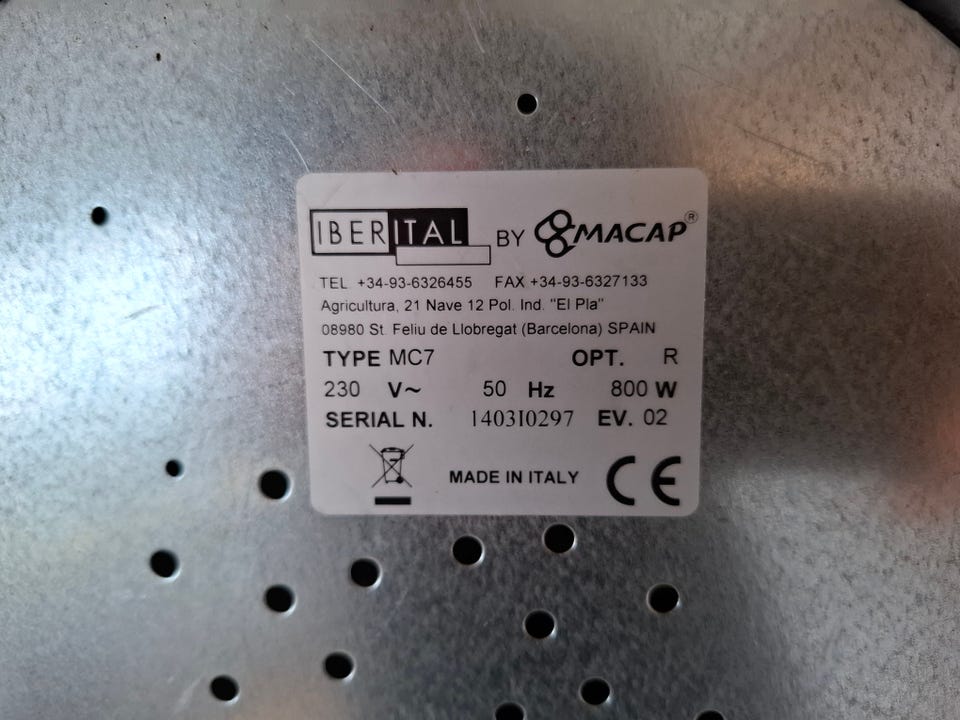 IBERITAL BY MACAP®
TEL +34-93-6326455 FAX +34-93-6327133
Agricultura, 21 Nave 12 Pol. Ind. "El Pla"
08980 St. Feliu de Llobregat (Barcelona) SPAIN
TYPE MC7 OPT. R
230 V~ 50 Hz 800 W
SERIAL N. 1403I0297 EV. 02
MADE IN ITALY CE